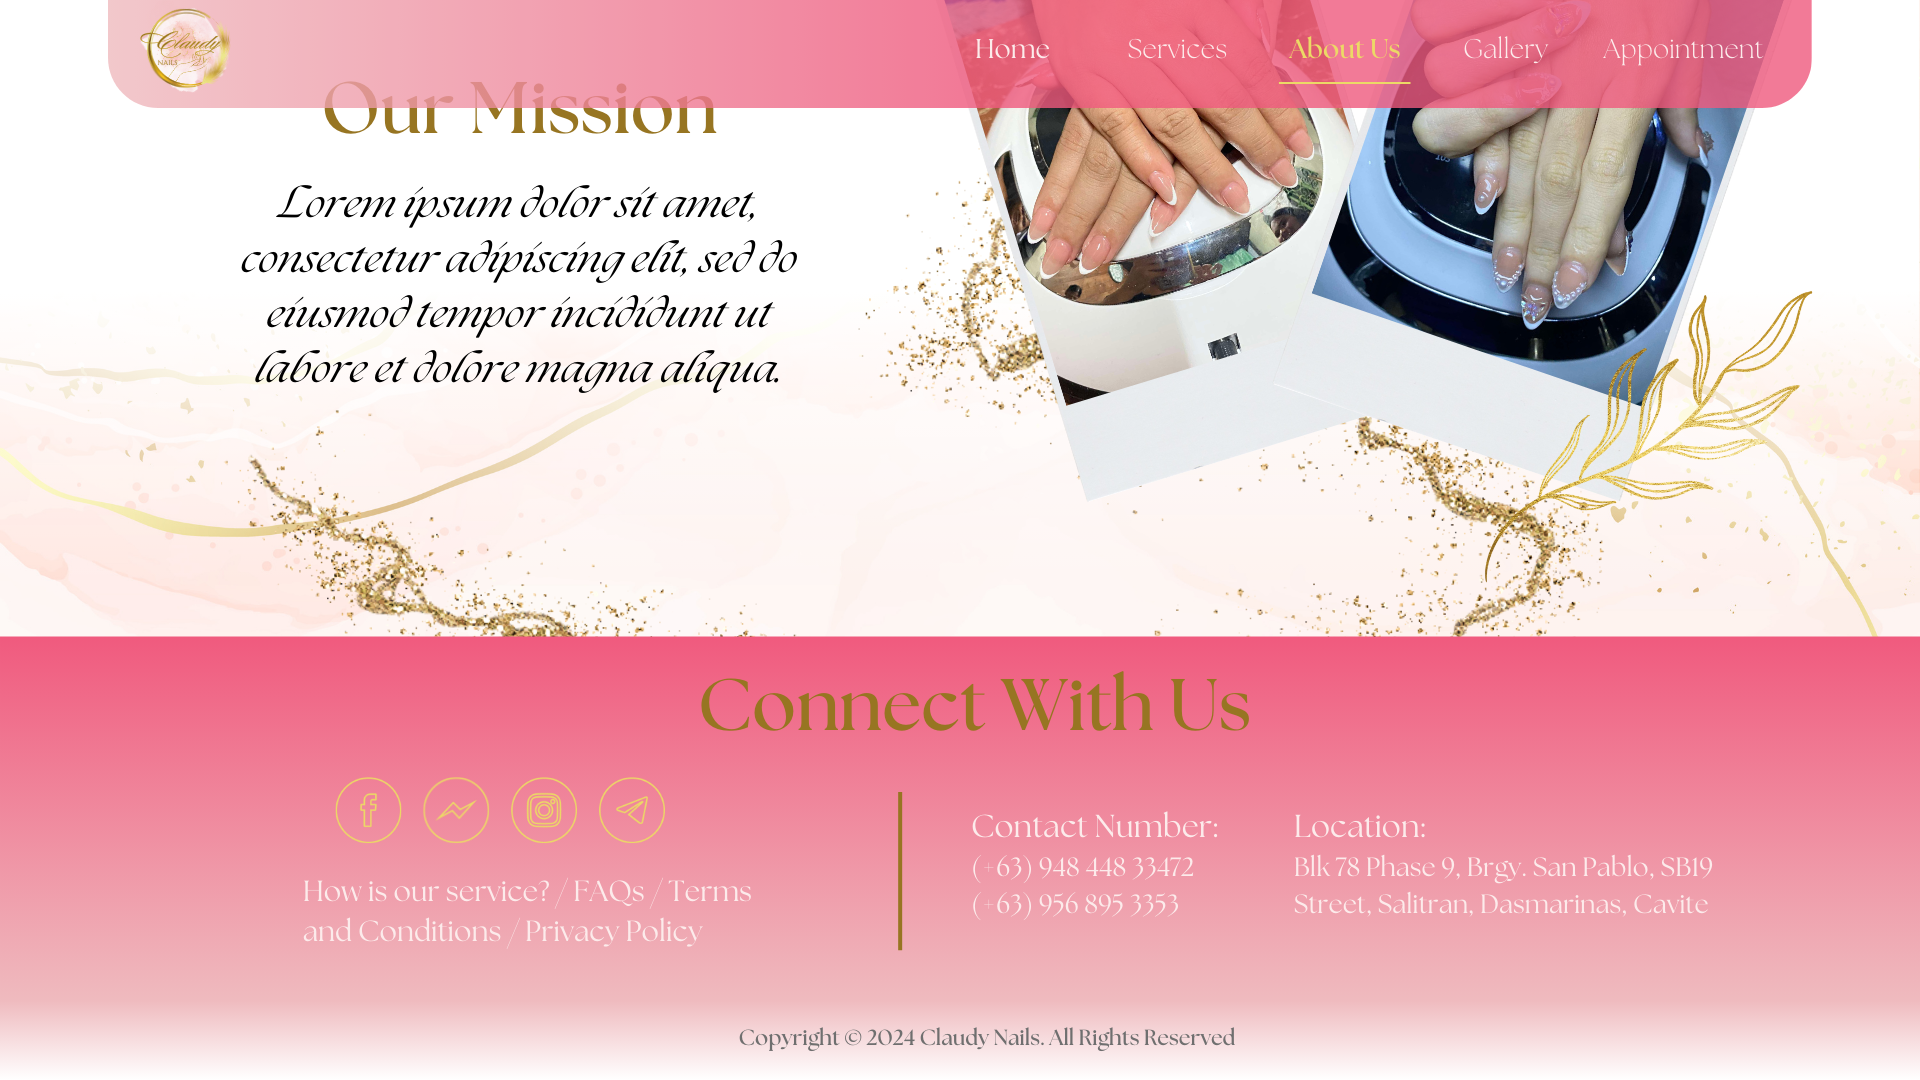 Claudy
NAILS
Home Services About Us Gallery Appointment
Our Mission
Lorem ipsum dolor sit amet,
consectetur adipiscing elit, sed do
eiusmod tempor incididunt ut
labore et dolore magna aliqua.
Connect With Us
How is our service? / FAQs / Terms
and Conditions / Privacy Policy
Contact Number:
(+63) 948 448 33472
(+63) 956 895 3353
Location:
Blk 78 Phase 9, Brgy. San Pablo, SB19
Street, Salitran, Dasmarinas, Cavite
Copyright © 2024 Claudy Nails. All Rights Reserved